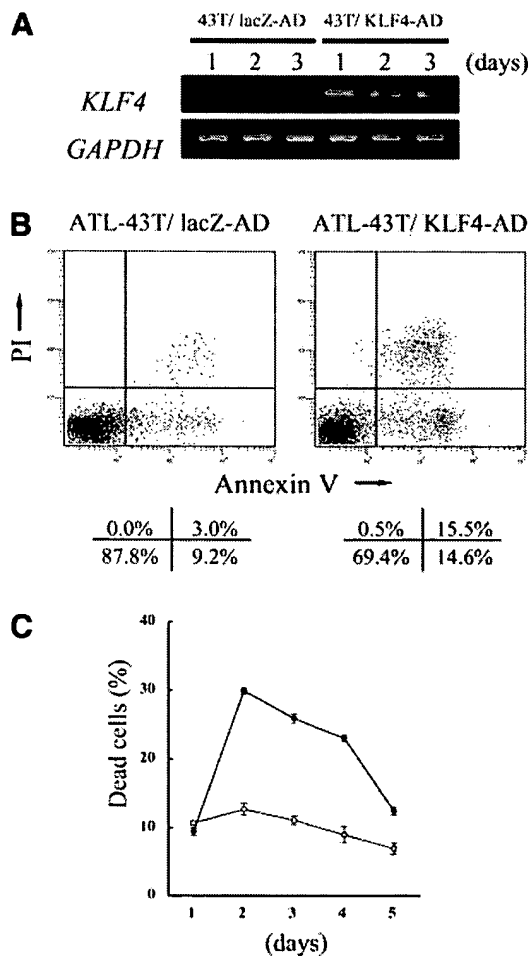 A
43T/ lacZ-AD 43T/ KLF4-AD
1 2 3 1 2 3 (days)
KLF4
GAPDH
B
ATL-43T/ lacZ-AD ATL-43T/ KLF4-AD
PI
Annexin V
0.0% 3.0% 0.5% 15.5%
87.8% 9.2% 69.4% 14.6%
C
Dead cells (%)
40
30
20
10
0
1 2 3 4 5
(days)